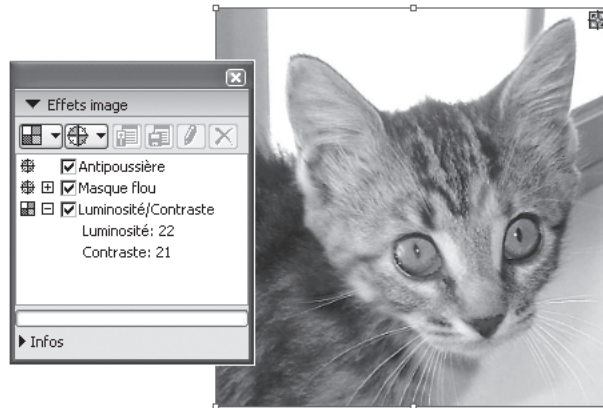 Effets image
Antipoussière
Masque flou
Luminosité/Contraste
Luminosité: 22
Contraste: 21
Infos